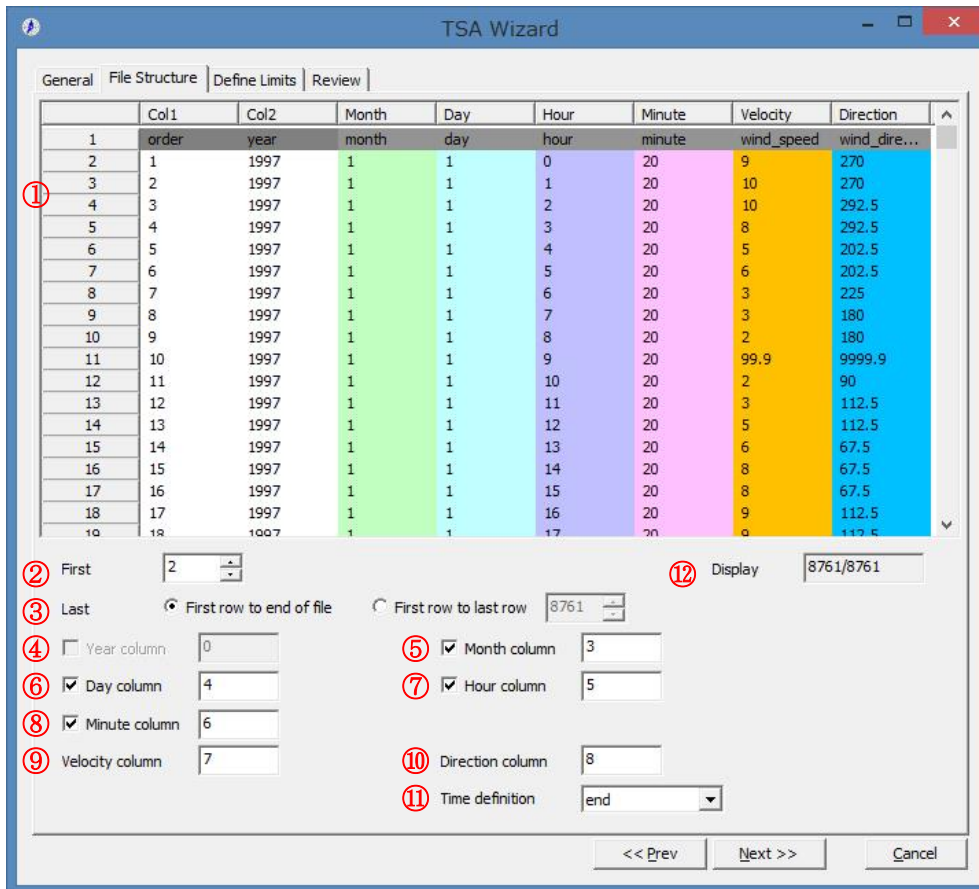 TSA Wizard
General File Structure Define Limits Review
Col1 Col2 Month Day Hour Minute Velocity Direction
1 order year month day hour minute wind_speed wind_dire...
2 1 1997 1 1 0 20 9 270
①
3 2 1997 1 1 1 20 10 270
4 3 1997 1 1 2 20 10 292.5
5 4 1997 1 1 3 20 8 292.5
6 5 1997 1 1 4 20 5 202.5
7 6 1997 1 1 5 20 6 202.5
8 7 1997 1 1 6 20 3 225
9 8 1997 1 1 7 20 3 180
10 9 1997 1 1 8 20 2 180
11 10 1997 1 1 9 20 99.9 9999.9
12 11 1997 1 1 10 20 2 90
13 12 1997 1 1 11 20 3 112.5
14 13 1997 1 1 12 20 5 112.5
15 14 1997 1 1 13 20 6 67.5
16 15 1997 1 1 14 20 8 67.5
17 16 1997 1 1 15 20 8 67.5
18 17 1997 1 1 16 20 9 112.5
19 18 1997 1 1 17 20 9 112.5
② First 2 ⑫ Display 8761/8761
③ Last First row to end of file First row to last row 8761
④ Year column 0 ⑤ Month column 3
⑥ Day column 4 ⑦ Hour column 5
⑧ Minute column 6
⑨ Velocity column 7 ⑩ Direction column 8
⑪ Time definition end
<< Prev Next >> Cancel